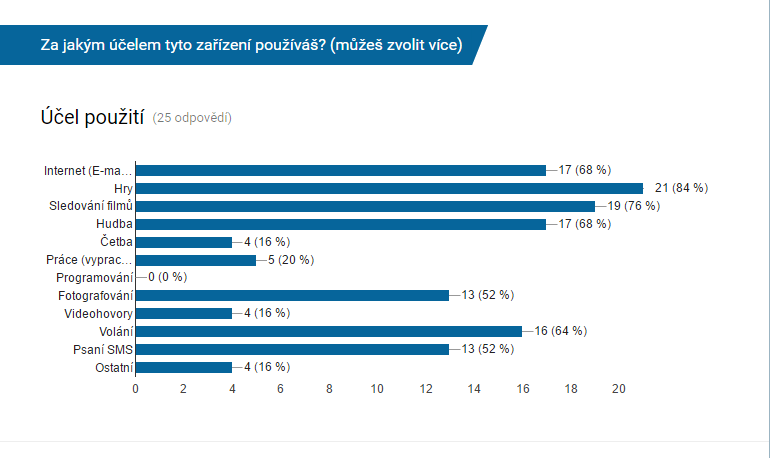 Za jakým účelem tyto zařízení používáš? (můžeš zvolit více)
Účel použití (25 odpovědí)
Internet (E-ma… 17 (68 %)
Hry 21 (84 %)
Sledování filmů 19 (76 %)
Hudba 17 (68 %)
Četba 4 (16 %)
Práce (vyprac… 5 (20 %)
Programování 0 (0 %)
Fotografování 13 (52 %)
Videohovory 4 (16 %)
Volání 16 (64 %)
Psaní SMS 13 (52 %)
Ostatní 4 (16 %)
0 2 4 6 8 10 12 14 16 18 20